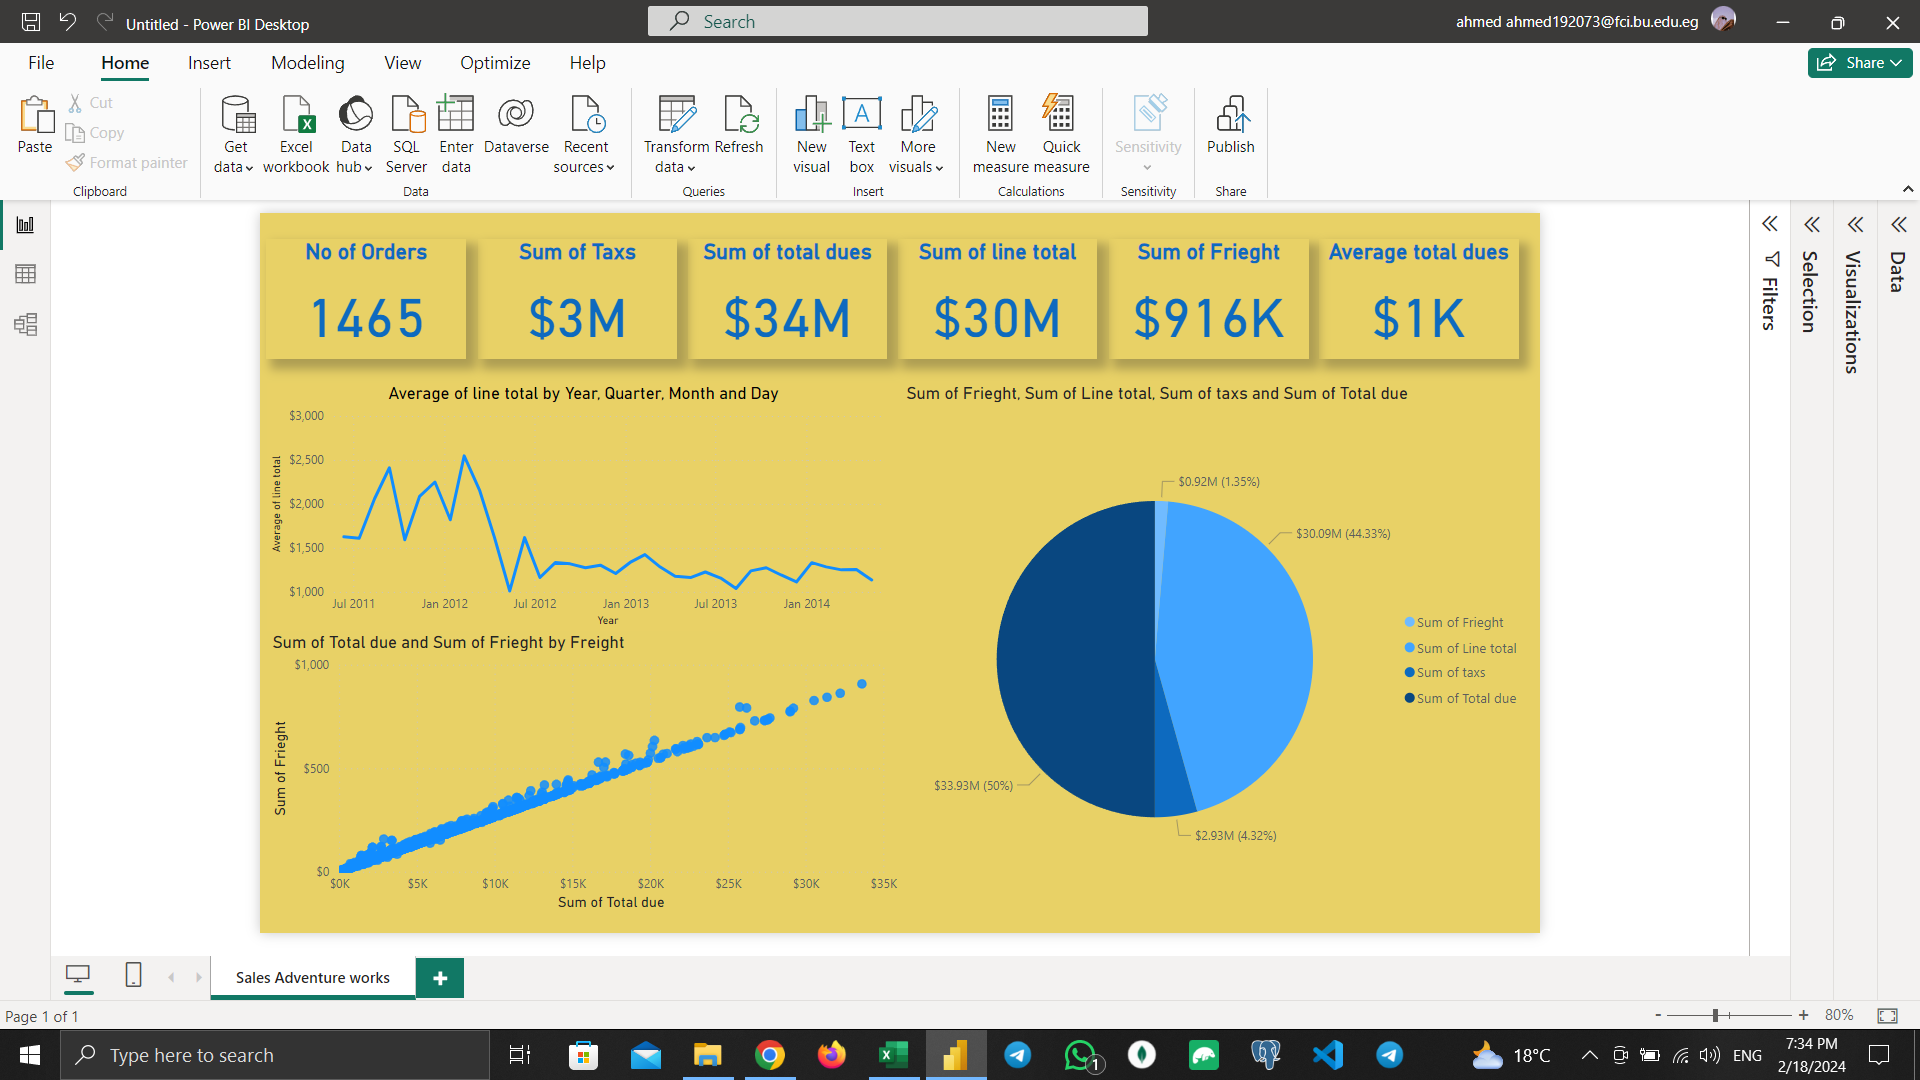 Untitled - Power BI Desktop
Search
ahmed ahmed192073@fci.bu.edu.eg
File Home Insert Modeling View Optimize Help
Share
Paste
Cut
Copy
Format painter
Clipboard
Get data
Excel workbook
Data hub
SQL Server
Enter data
Dataverse
Recent sources
Data
Transform data
Refresh
Queries
New visual
Text box
More visuals
Insert
New measure
Quick measure
Calculations
Sensitivity
Sensitivity
Publish
Share
No of Orders
1465
Sum of Taxs
$3M
Sum of total dues
$34M
Sum of line total
$30M
Sum of Frieght
$916K
Average total dues
$1K
Filters
Selection
Visualizations
Data
Average of line total by Year, Quarter, Month and Day
Average of line total
$3,000
$2,500
$2,000
$1,500
$1,000
Jul 2011 Jan 2012 Jul 2012 Jan 2013 Jul 2013 Jan 2014
Year
Sum of Frieght, Sum of Line total, Sum of taxs and Sum of Total due
$0.92M (1.35%)
$30.09M (44.33%)
$33.93M (50%)
$2.93M (4.32%)
Sum of Frieght
Sum of Line total
Sum of taxs
Sum of Total due
Sum of Total due and Sum of Frieght by Freight
Sum of Frieght
$1,000
$500
$0
$0K $5K $10K $15K $20K $25K $30K $35K
Sum of Total due
Sales Adventure works
+
Page 1 of 1
- + 80%
Type here to search
1
18°C
ENG
7:34 PM
2/18/2024